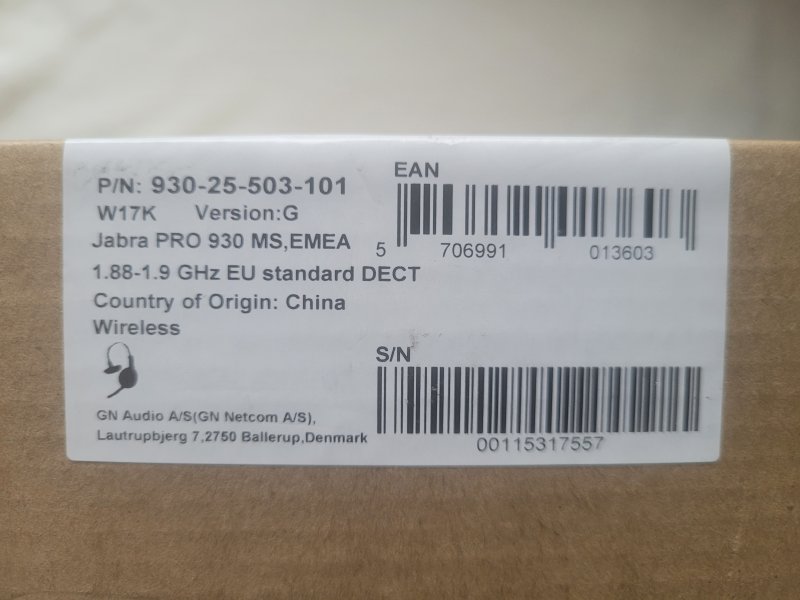 P/N: 930-25-503-101
W17K Version:G
Jabra PRO 930 MS,EMEA
1.88-1.9 GHz EU standard DECT
Country of Origin: China
Wireless
GN Audio A/S(GN Netcom A/S),
Lautrupbjerg 7,2750 Ballerup,Denmark
EAN
5 706991 013603
S/N
00115317557